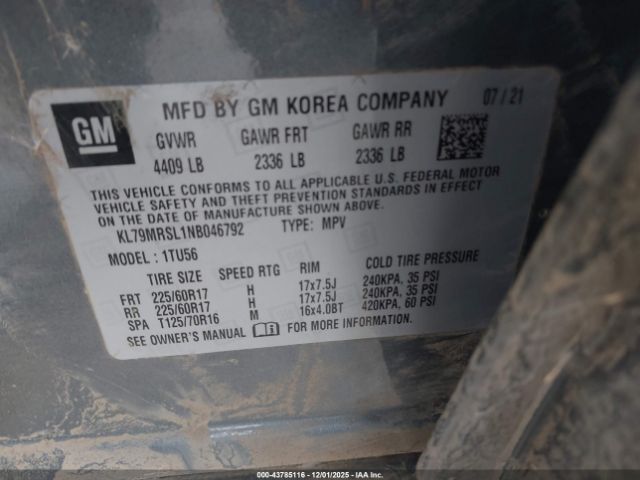 GM
MFD BY GM KOREA COMPANY 07 / 21
GVWR GAWR FRT GAWR RR
4409 LB 2336 LB 2336 LB
THIS VEHICLE CONFORMS TO ALL APPLICABLE U.S. FEDERAL MOTOR
VEHICLE SAFETY AND THEFT PREVENTION STANDARDS IN EFFECT
ON THE DATE OF MANUFACTURE SHOWN ABOVE.
KL79MRSL1NB046792 TYPE: MPV
MODEL : 1TU56
TIRE SIZE SPEED RTG RIM COLD TIRE PRESSURE
FRT 225/60R17 H 17x7.5J 240KPA, 35 PSI
RR 225/60R17 H 17x7.5J 240KPA, 35 PSI
SPA T125/70R16 M 16x4.0BT 420KPA, 60 PSI
SEE OWNER'S MANUAL FOR MORE INFORMATION.
000-43785116 - 12/01/2025 - IAA Inc.